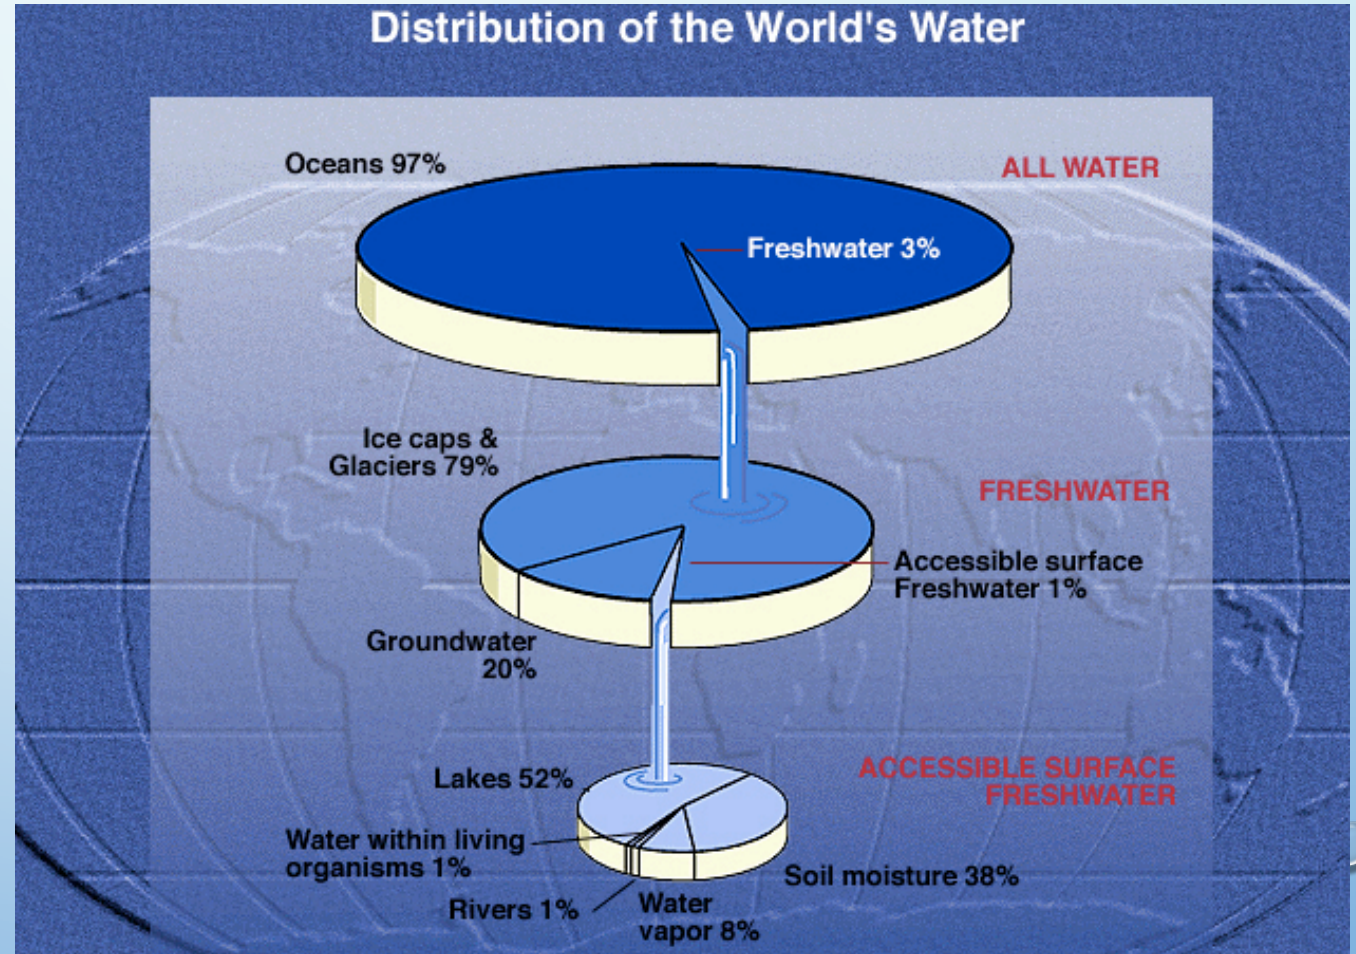 Distribution of the World's Water
Oceans 97%
ALL WATER
Freshwater 3%
Ice caps &
Glaciers 79%
FRESHWATER
Accessible surface
Freshwater 1%
Groundwater
20%
Lakes 52%
ACCESSIBLE SURFACE
FRESHWATER
Water within living
organisms 1%
Soil moisture 38%
Rivers 1%
Water
vapor 8%